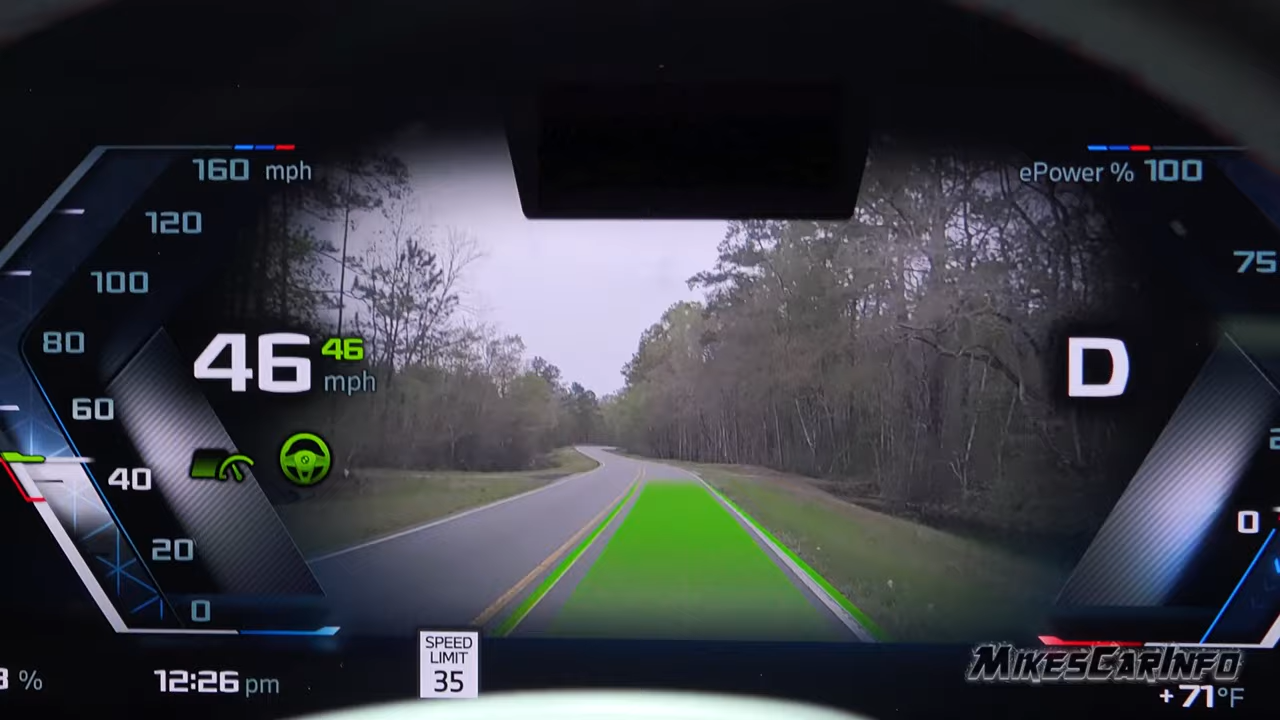 160 mph
120
100
80
60
40
20
0
46 46
mph
ePower % 100
75
D
0
%
12:26 pm
SPEED
LIMIT
35
MIKESCARINFO
+71°F